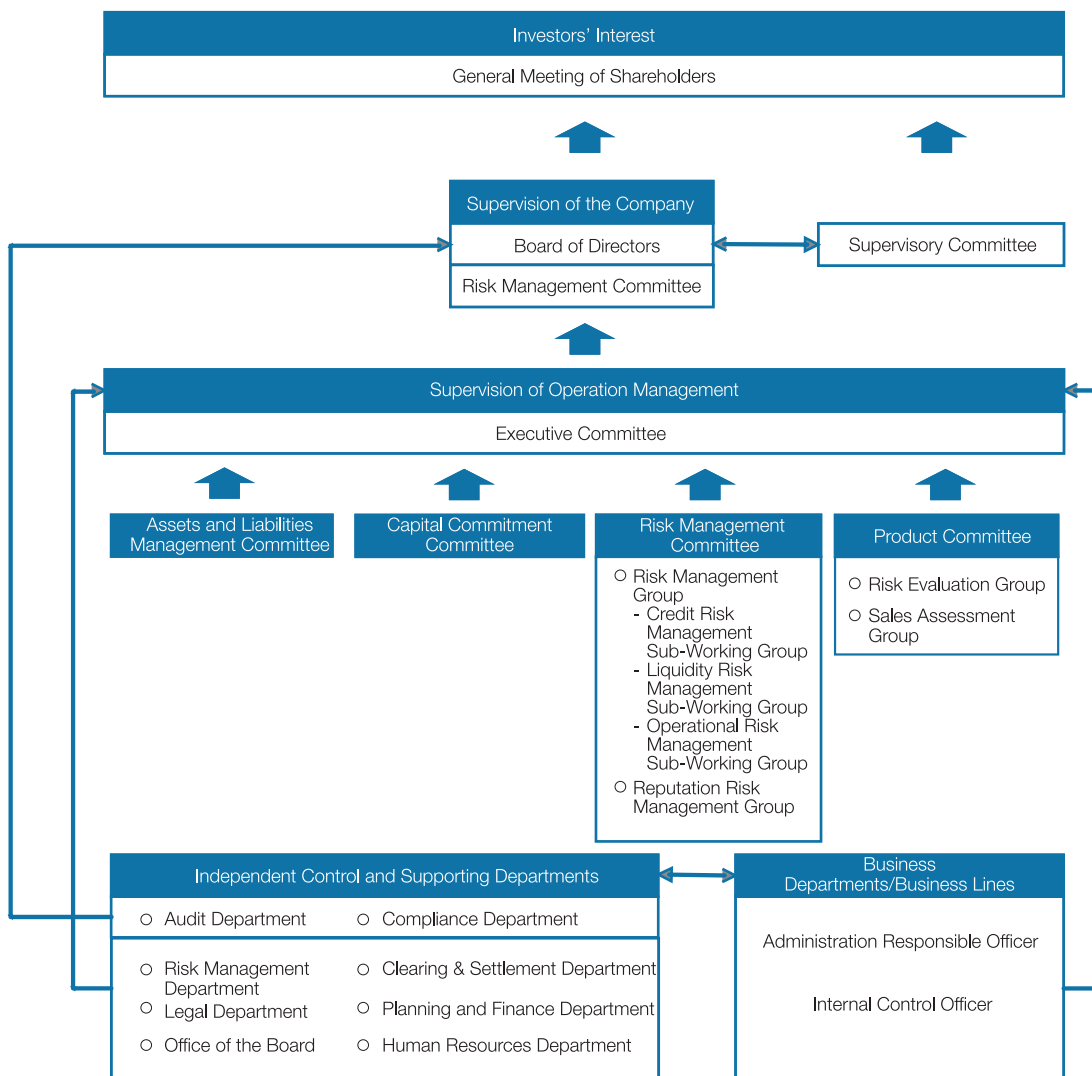 Investors' Interest
General Meeting of Shareholders
Supervision of the Company
Board of Directors
Risk Management Committee
Supervisory Committee
Supervision of Operation Management
Executive Committee
Assets and Liabilities
Management Committee
Capital Commitment
Committee
Risk Management
Committee
Risk Management
Group
- Credit Risk
Management
Sub-Working Group
- Liquidity Risk
Management
Sub-Working Group
- Operational Risk
Management
Sub-Working Group
Reputation Risk
Management Group
Product Committee
Risk Evaluation Group
Sales Assessment
Group
Independent Control and Supporting Departments
Audit Department
Compliance Department
Risk Management
Department
Clearing & Settlement Department
Legal Department
Planning and Finance Department
Office of the Board
Human Resources Department
Business
Departments/Business Lines
Administration Responsible Officer
Internal Control Officer